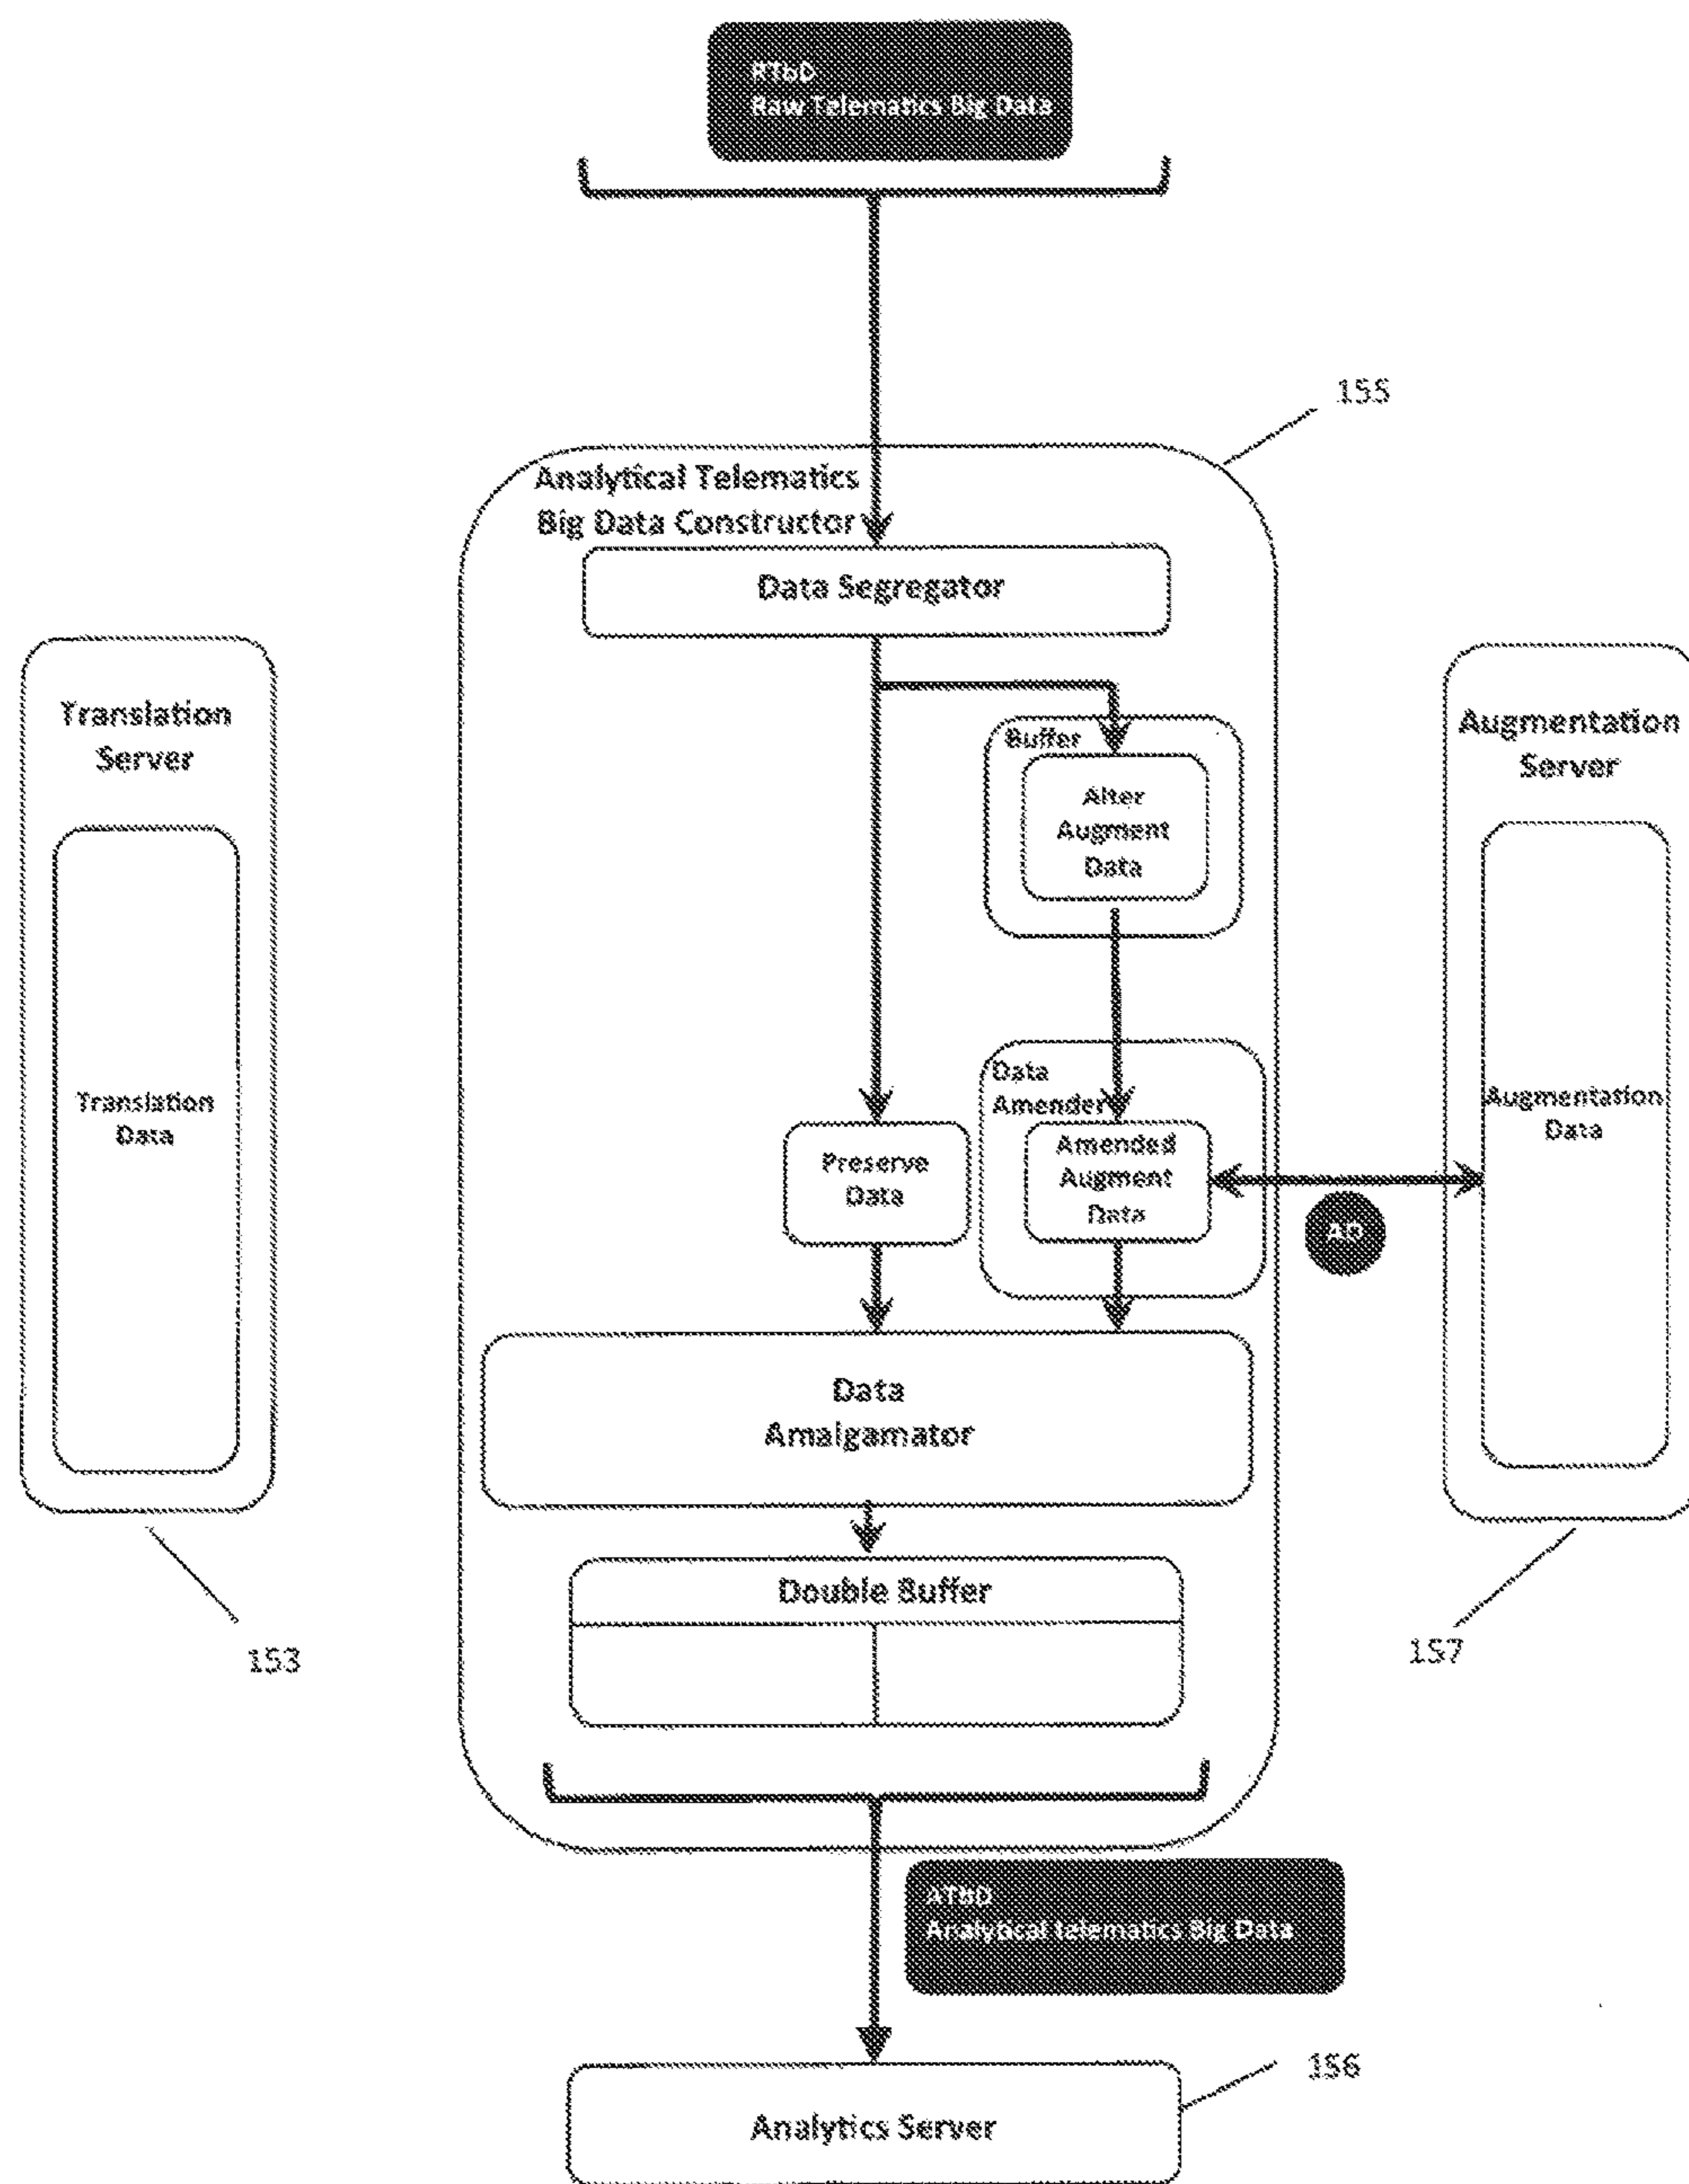 RTbD
Raw Telematics Big Data
155
Analytical Telematics
Big Data Constructor
Data Segregator
Translation
Server
Buffer
Augmentation
Server
Alter
Augment
Data
Translation
Data
Data
Amender
Augmentation
Data
Preserve
Data
Amended
Augment
Data
AD
Data
Amalgamator
Double Buffer
153
157
ATbD
Analytical telematics Big Data
156
Analytics Server